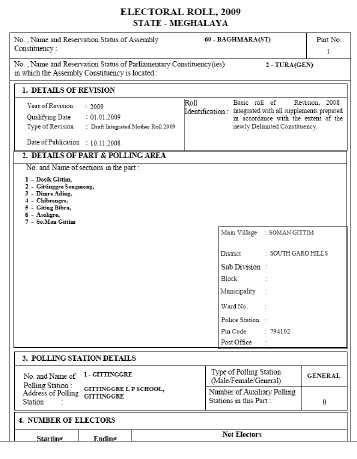 ELECTORAL ROLL, 2009
STATE - MEGHALAYA
No. , Name and Reservation Status of Assembly Constituency : 60 - BAGHMARA(ST) Part No. 1
No. , Name and Reservation Status of Parliamentary Constituency(ies) in which the Assembly Constituency is located : 2 - TURA(GEN)
1. DETAILS OF REVISION
Year of Revision : 2009
Qualifying Date : 01.01.2009
Type of Revision : Draft Integrated Mother Roll 2009
Date of Publication : 10.11.2008
Roll Identification : Basic roll of Revision, 2008
integrated with all supplements prepared
in accordance with the extent of the
newly Delimited Constituency.
2. DETAILS OF PART & POLLING AREA
No. and Name of sections in the part :
1 - Dosik Gittim,
2 - Gittinggre Songmong,
3 - Dimre Ading,
4 - Chibrongre,
5 - Giting Bibra,
6 - Asakgre,
7 - So.Man Gittim
Main Village : SOMAN GITTIM
District : SOUTH GARO HILLS
Sub Division :
Block :
Municipality :
Ward No. :
Police Station :
Pin Code : 794102
Post Office :
3. POLLING STATION DETAILS
No. and Name of Polling Station : 1 - GITTINGGRE
Address of Polling Station : GITTINGGRE L P SCHOOL, GITTINGGRE
Type of Polling Station (Male/Female/General) GENERAL
Number of Auxiliary Polling Stations in this Part : 0
4. NUMBER OF ELECTORS
Starting Ending Net Electors